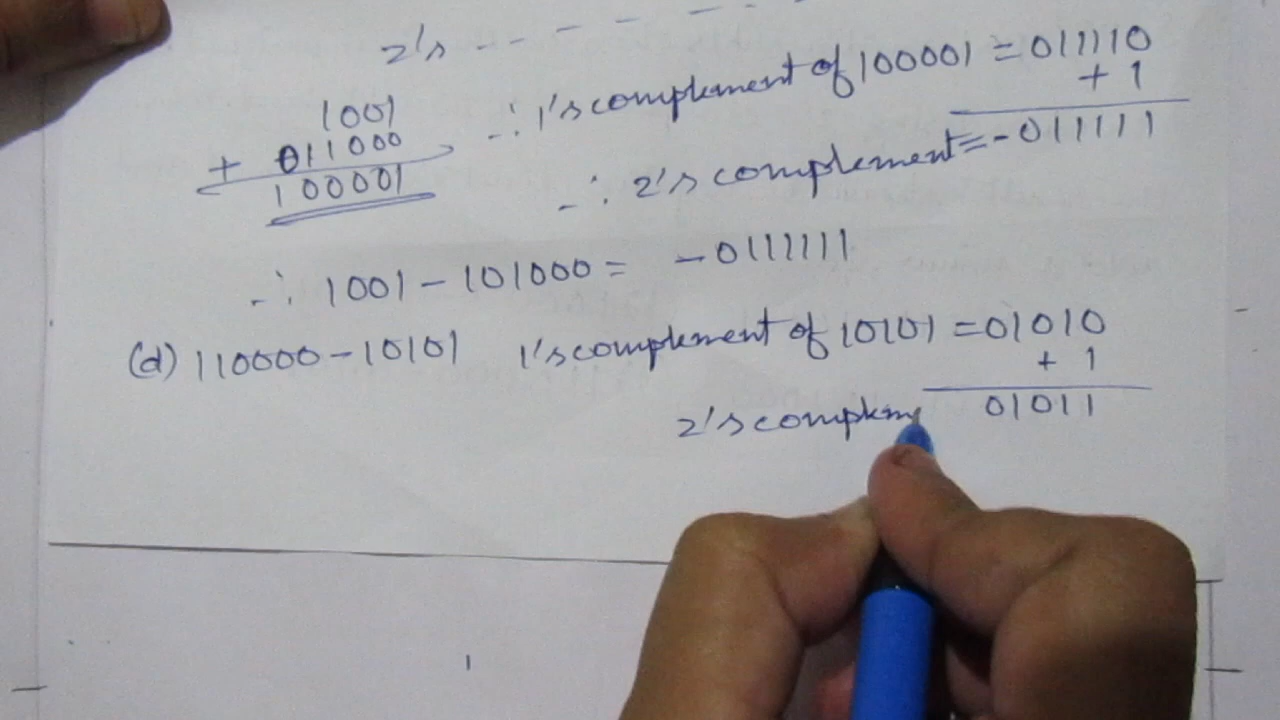 2's - - - - - - -
1001
+ 011000
100001
∴ 1's complement of 100001 = 011110
+ 1
∴ 2's complement = -011111
∴ 1001 - 101000 = -0111111
(d) 110000 - 10101 1's complement of 10101 = 01010
+ 1
2's complem 01011